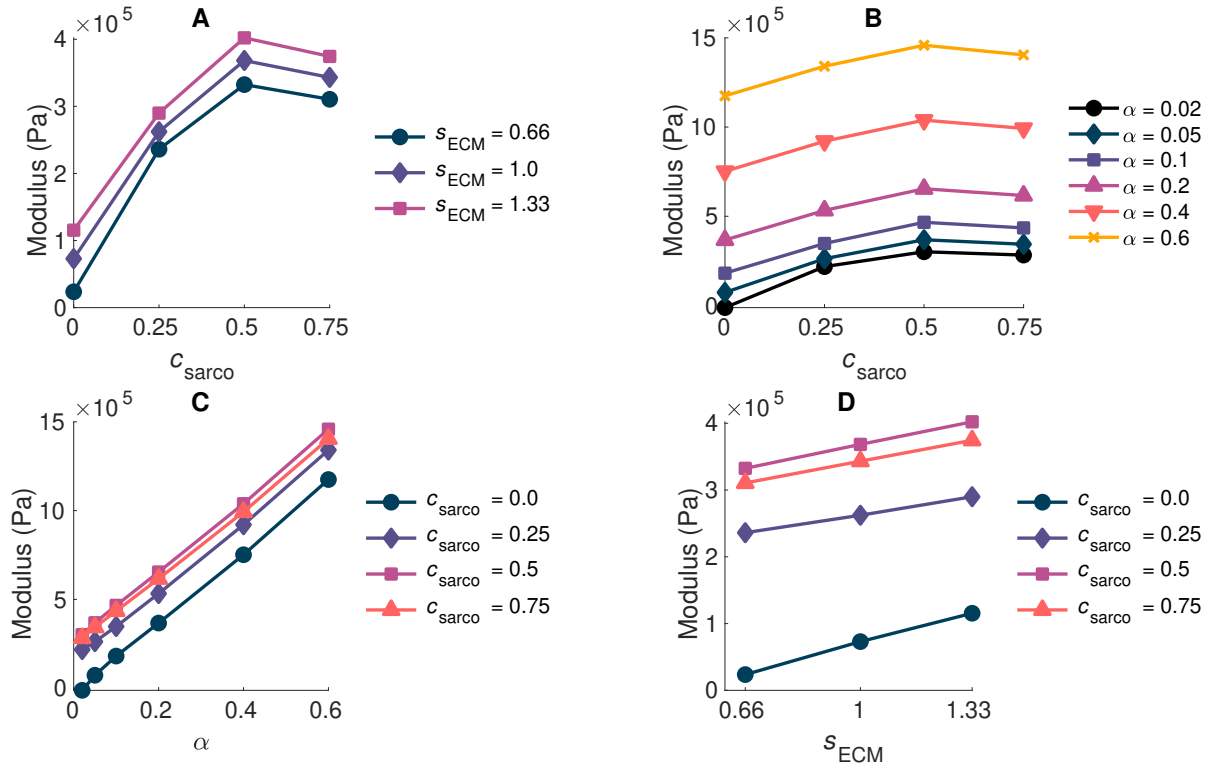 A
×10^5
4
3
2
1
0
Modulus (Pa)
0 0.25 0.5 0.75
c_sarco
s_ECM = 0.66
s_ECM = 1.0
s_ECM = 1.33
B
×10^5
15
10
5
0
Modulus (Pa)
0 0.25 0.5 0.75
c_sarco
α = 0.02
α = 0.05
α = 0.1
α = 0.2
α = 0.4
α = 0.6
C
×10^5
15
10
5
0
Modulus (Pa)
0 0.2 0.4 0.6
α
c_sarco = 0.0
c_sarco = 0.25
c_sarco = 0.5
c_sarco = 0.75
D
×10^5
4
3
2
1
0
Modulus (Pa)
0.66 1 1.33
s_ECM
c_sarco = 0.0
c_sarco = 0.25
c_sarco = 0.5
c_sarco = 0.75